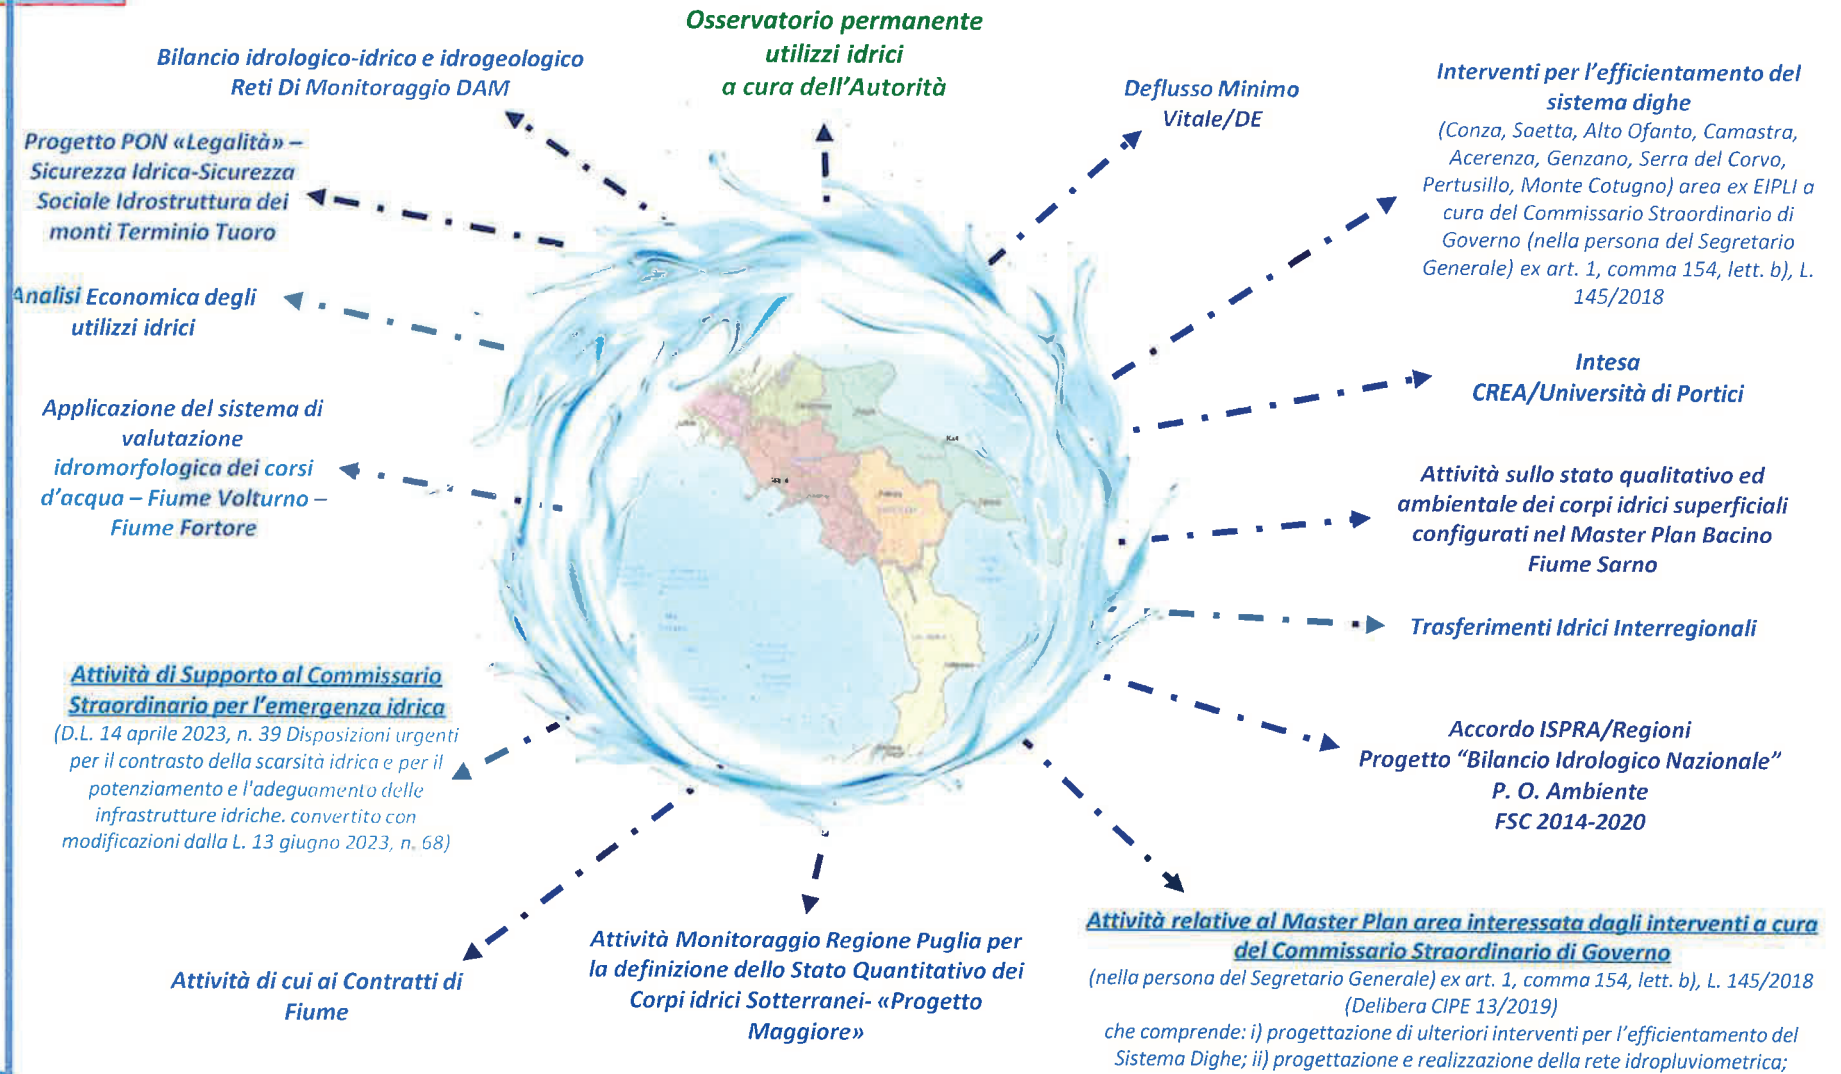 Osservatorio permanente
utilizzi idrici
a cura dell'Autorità
Bilancio idrologico-idrico e idrogeologico
Reti Di Monitoraggio DAM
Progetto PON «Legalità» –
Sicurezza Idrica-Sicurezza
Sociale Idrostruttura dei
monti Terminio Tuoro
Analisi Economica degli
utilizzi idrici
Applicazione del sistema di
valutazione
idromorfologica dei corsi
d'acqua – Fiume Volturno –
Fiume Fortore
Attività di Supporto al Commissario
Straordinario per l'emergenza idrica
(D.L. 14 aprile 2023, n. 39 Disposizioni urgenti
per il contrasto della scarsità idrica e per il
potenziamento e l'adeguamento delle
infrastrutture idriche. convertito con
modificazioni dalla L. 13 giugno 2023, n. 68)
Attività di cui ai Contratti di
Fiume
Attività Monitoraggio Regione Puglia per
la definizione dello Stato Quantitativo dei
Corpi idrici Sotterranei- «Progetto
Maggiore»
Deflusso Minimo
Vitale/DE
Interventi per l'efficientamento del
sistema dighe
(Conza, Saetta, Alto Ofanto, Camastra,
Acerenza, Genzano, Serra del Corvo,
Pertusillo, Monte Cotugno) area ex EIPLI a
cura del Commissario Straordinario di
Governo (nella persona del Segretario
Generale) ex art. 1, comma 154, lett. b), L.
145/2018
Intesa
CREA/Università di Portici
Attività sullo stato qualitativo ed
ambientale dei corpi idrici superficiali
configurati nel Master Plan Bacino
Fiume Sarno
Trasferimenti Idrici Interregionali
Accordo ISPRA/Regioni
Progetto "Bilancio Idrologico Nazionale"
P. O. Ambiente
FSC 2014-2020
Attività relative al Master Plan area interessata dagli interventi a cura
del Commissario Straordinario di Governo
(nella persona del Segretario Generale) ex art. 1, comma 154, lett. b), L. 145/2018
(Delibera CIPE 13/2019)
che comprende: i) progettazione di ulteriori interventi per l'efficientamento del
Sistema Dighe; ii) progettazione e realizzazione della rete idropluviometrica;